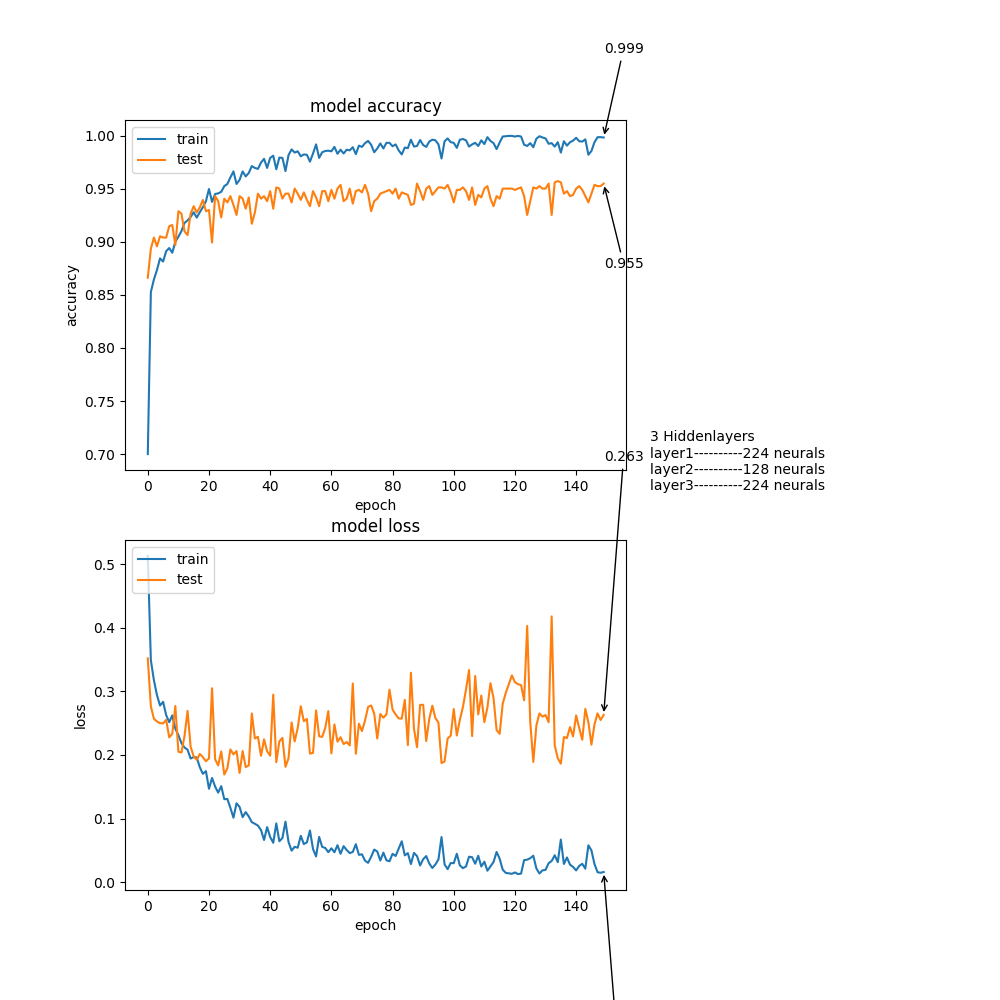 0.999
model accuracy
train
test
1.00
0.95
0.90
0.85
0.80
0.75
0.70
accuracy
0.955
0 20 40 60 80 100 120 140
epoch
0.263
3 Hiddenlayers
layer1----------224 neurals
layer2----------128 neurals
layer3----------224 neurals
model loss
train
test
0.5
0.4
0.3
0.2
0.1
0.0
loss
0 20 40 60 80 100 120 140
epoch